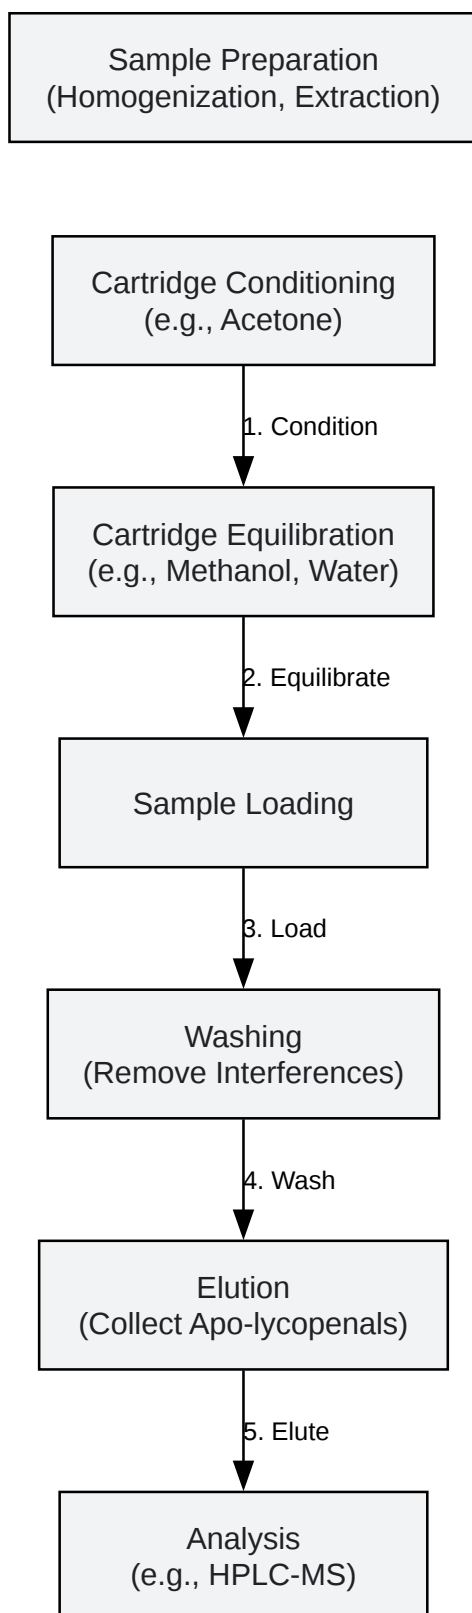 Sample Preparation
(Homogenization, Extraction)
Cartridge Conditioning
(e.g., Acetone)
1. Condition
Cartridge Equilibration
(e.g., Methanol, Water)
2. Equilibrate
Sample Loading
3. Load
Washing
(Remove Interferences)
4. Wash
Elution
(Collect Apo-lycopenals)
5. Elute
Analysis
(e.g., HPLC-MS)